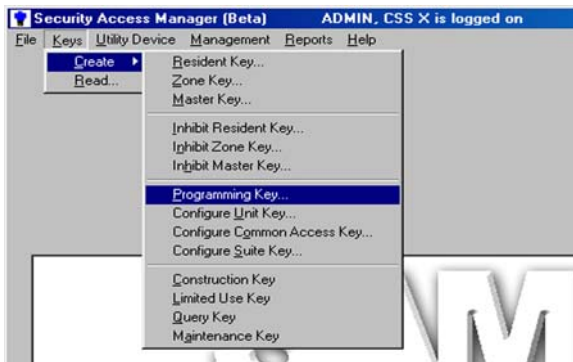 Security Access Manager (Beta) ADMIN, CSS X is logged on
File Keys Utility Device Management Reports Help
Create
Read...
Resident Key...
Zone Key...
Master Key...
Inhibit Resident Key...
Inhibit Zone Key...
Inhibit Master Key...
Programming Key...
Configure Unit Key...
Configure Common Access Key...
Configure Suite Key...
Construction Key
Limited Use Key
Query Key
Maintenance Key